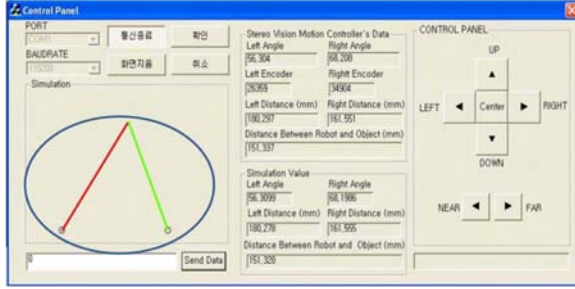 Control Panel
PORT
COM1
통신종료
확인
BAUDRATE
115200
화면지움
취소
Simulation
0
Send Data
Stereo Vision Motion Controller's Data
Left Angle
Right Angle
56,304
68,200
Left Encoder
Rightt Encoder
26359
34904
Left Distance (mm)
Right Distance (mm)
180,297
161,551
Distance Between Robot and Object (mm)
151,337
Simulation Value
Left Angle
Right Angle
56,3099
68,1986
Left Distance (mm)
Right Distance (mm)
180,278
161,555
Distance Between Robot and Object (mm)
151,328
CONTROL PANEL
UP
LEFT
Center
RIGHT
DOWN
NEAR
FAR